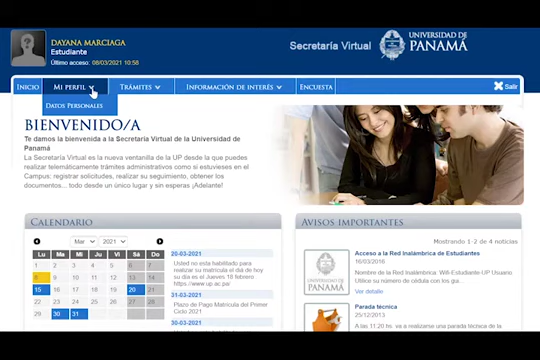 DAYANA MARCIAGA
Estudiante
Último acceso: 08/03/2021 10:58
Secretaría Virtual
UNIVERSIDAD DE
PANAMÁ
INICIO
MI PERFIL
TRÁMITES
INFORMACIÓN DE INTERÉS
ENCUESTA
Salir
DATOS PERSONALES
BIENVENIDO/A
Te damos la bienvenida a la Secretaría Virtual de la Universidad de
Panamá
La Secretaría Virtual es la nueva ventanilla de la UP desde la que puedes
realizar telemáticamente trámites administrativos como si estuvieses en el
Campus: registrar solicitudes, realizar su seguimiento, obtener los
documentos... todo desde un único lugar y sin esperas ¡Adelante!
CALENDARIO
Mar 2021
Lu Ma Mi Ju Vi Sá Do
1 2 3 4 5 6 7
8 9 10 11 12 13 14
15 16 17 18 19 20 21
22 23 24 25 26 27 28
29 30 31
20-03-2021
Usted no esta habilitado para
realizar su matricula el día de hoy
su día es el Jueves 18 febrero.
https://www.up.ac.pa/
31-03-2021
Plazo de Pago Matrícula del Primer
Ciclo 2021
30-03-2021
AVISOS IMPORTANTES
Mostrando 1-2 de 4 noticias
UNIVERSIDAD DE
PANAMÁ
Acceso a la Red Inalámbrica de Estudiantes
16/03/2016
Nombre de la Red Inalámbrica: Wifi-Estudiante-UP Usuario
Utilice su número de cédula con los gui.
Ver detalle
Parada técnica
25/12/2013
A las 11.20 hs. va a realizarse una parada técnica de la